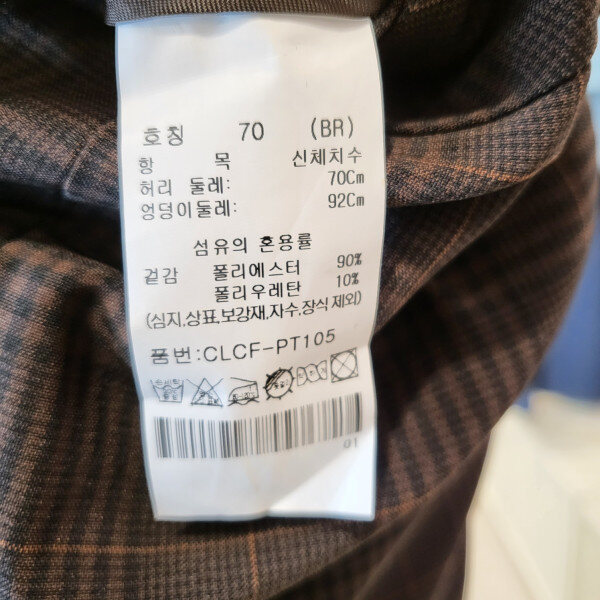 호칭 70 (BR)
항 목 신체치수
허리 둘레: 70Cm
엉덩이둘레: 92Cm
섬유의 혼용률
겉감 폴리에스터 90%
폴리우레탄 10%
(심지,상표,보강재,자수,장식 제외)
품번:CLCF-PT105
01